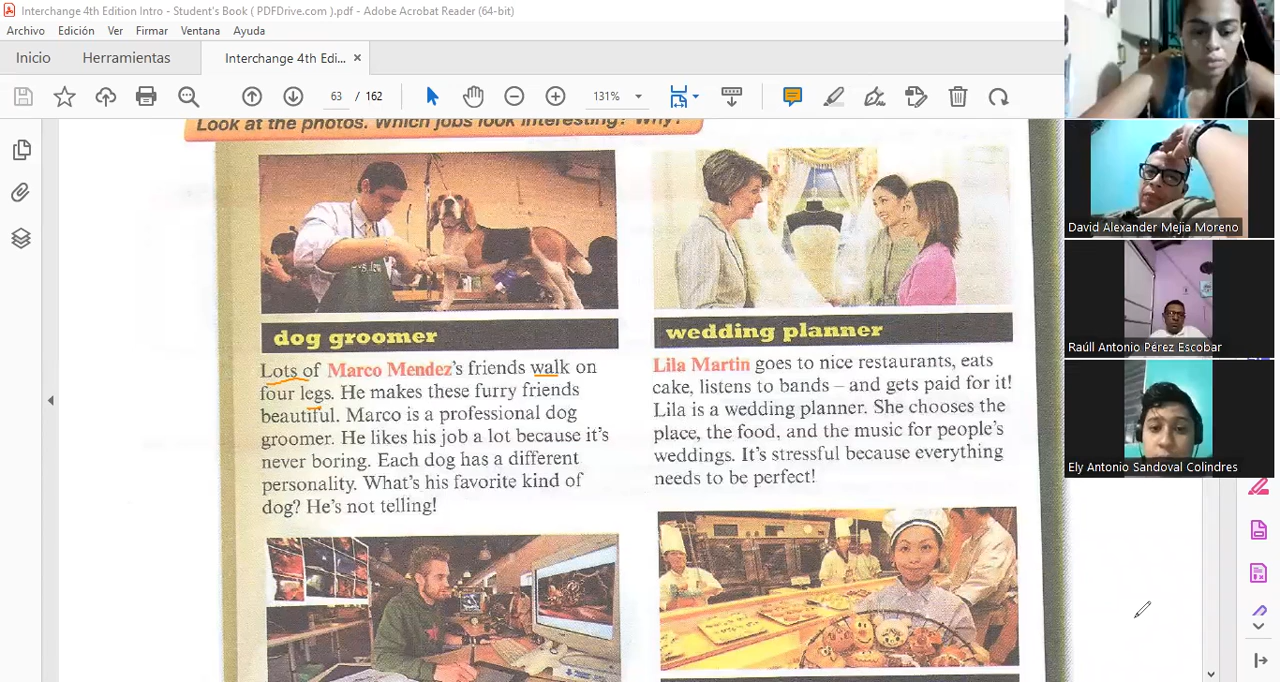 Interchange 4th Edition Intro - Student's Book ( PDFDrive.com ).pdf - Adobe Acrobat Reader (64-bit)
Archivo Edición Ver Firmar Ventana Ayuda
Inicio Herramientas Interchange 4th Edi... ×
63 / 162 131%
Look at the photos. Which jobs look interesting? Why?
dog groomer
Lots of Marco Mendez's friends walk on
four legs. He makes these furry friends
beautiful. Marco is a professional dog
groomer. He likes his job a lot because it's
never boring. Each dog has a different
personality. What's his favorite kind of
dog? He's not telling!
wedding planner
Lila Martin goes to nice restaurants, eats
cake, listens to bands – and gets paid for it!
Lila is a wedding planner. She chooses the
place, the food, and the music for people's
weddings. It's stressful because everything
needs to be perfect!
David Alexander Mejia Moreno
Raúll Antonio Pérez Escobar
Ely Antonio Sandoval Colindres